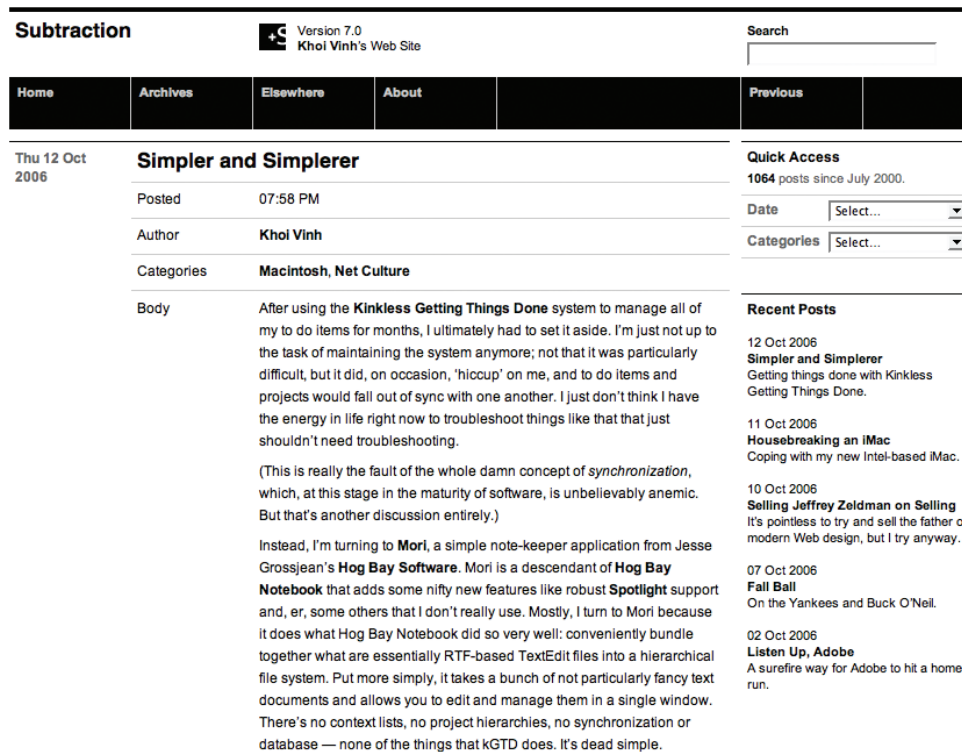 Subtraction
+S
Version 7.0
Khoi Vinh's Web Site
Search
Home
Archives
Elsewhere
About
Previous
Thu 12 Oct
2006
Simpler and Simplerer
Posted
07:58 PM
Author
Khoi Vinh
Categories
Macintosh, Net Culture
Body
After using the Kinkless Getting Things Done system to manage all of
my to do items for months, I ultimately had to set it aside. I'm just not up to
the task of maintaining the system anymore; not that it was particularly
difficult, but it did, on occasion, 'hiccup' on me, and to do items and
projects would fall out of sync with one another. I just don't think I have
the energy in life right now to troubleshoot things like that that just
shouldn't need troubleshooting.
(This is really the fault of the whole damn concept of synchronization,
which, at this stage in the maturity of software, is unbelievably anemic.
But that's another discussion entirely.)
Instead, I'm turning to Mori, a simple note-keeper application from Jesse
Grossjean's Hog Bay Software. Mori is a descendant of Hog Bay
Notebook that adds some nifty new features like robust Spotlight support
and, er, some others that I don't really use. Mostly, I turn to Mori because
it does what Hog Bay Notebook did so very well: conveniently bundle
together what are essentially RTF-based TextEdit files into a hierarchical
file system. Put more simply, it takes a bunch of not particularly fancy text
documents and allows you to edit and manage them in a single window.
There's no context lists, no project hierarchies, no synchronization or
database — none of the things that kGTD does. It's dead simple.
Quick Access
1064 posts since July 2000.
Date
Select...
Categories
Select...
Recent Posts
12 Oct 2006
Simpler and Simplerer
Getting things done with Kinkless
Getting Things Done.
11 Oct 2006
Housebreaking an iMac
Coping with my new Intel-based iMac.
10 Oct 2006
Selling Jeffrey Zeldman on Selling
It's pointless to try and sell the father o
modern Web design, but I try anyway.
07 Oct 2006
Fall Ball
On the Yankees and Buck O'Neil.
02 Oct 2006
Listen Up, Adobe
A surefire way for Adobe to hit a home
run.